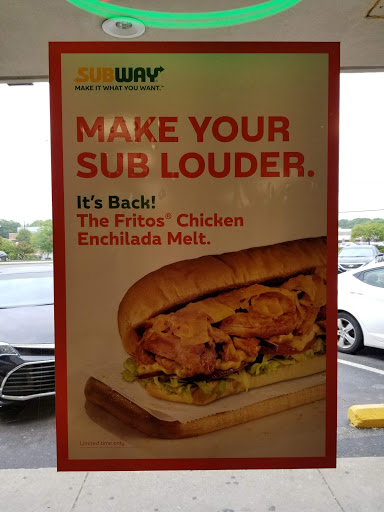 SUBWAY
MAKE IT WHAT YOU WANT.™
MAKE YOUR
SUB LOUDER.
It's Back!
The Fritos® Chicken
Enchilada Melt.
Limited time only.